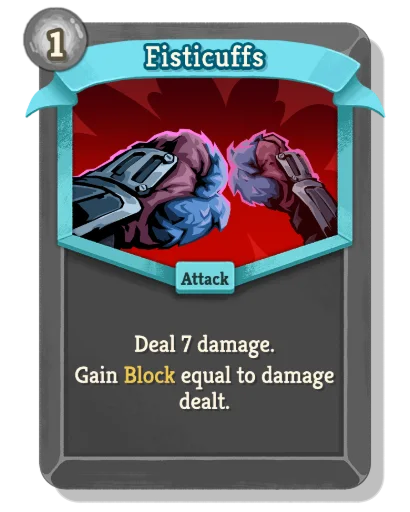 1
Fisticuffs
Attack
Deal 7 damage.
Gain Block equal to damage
dealt.